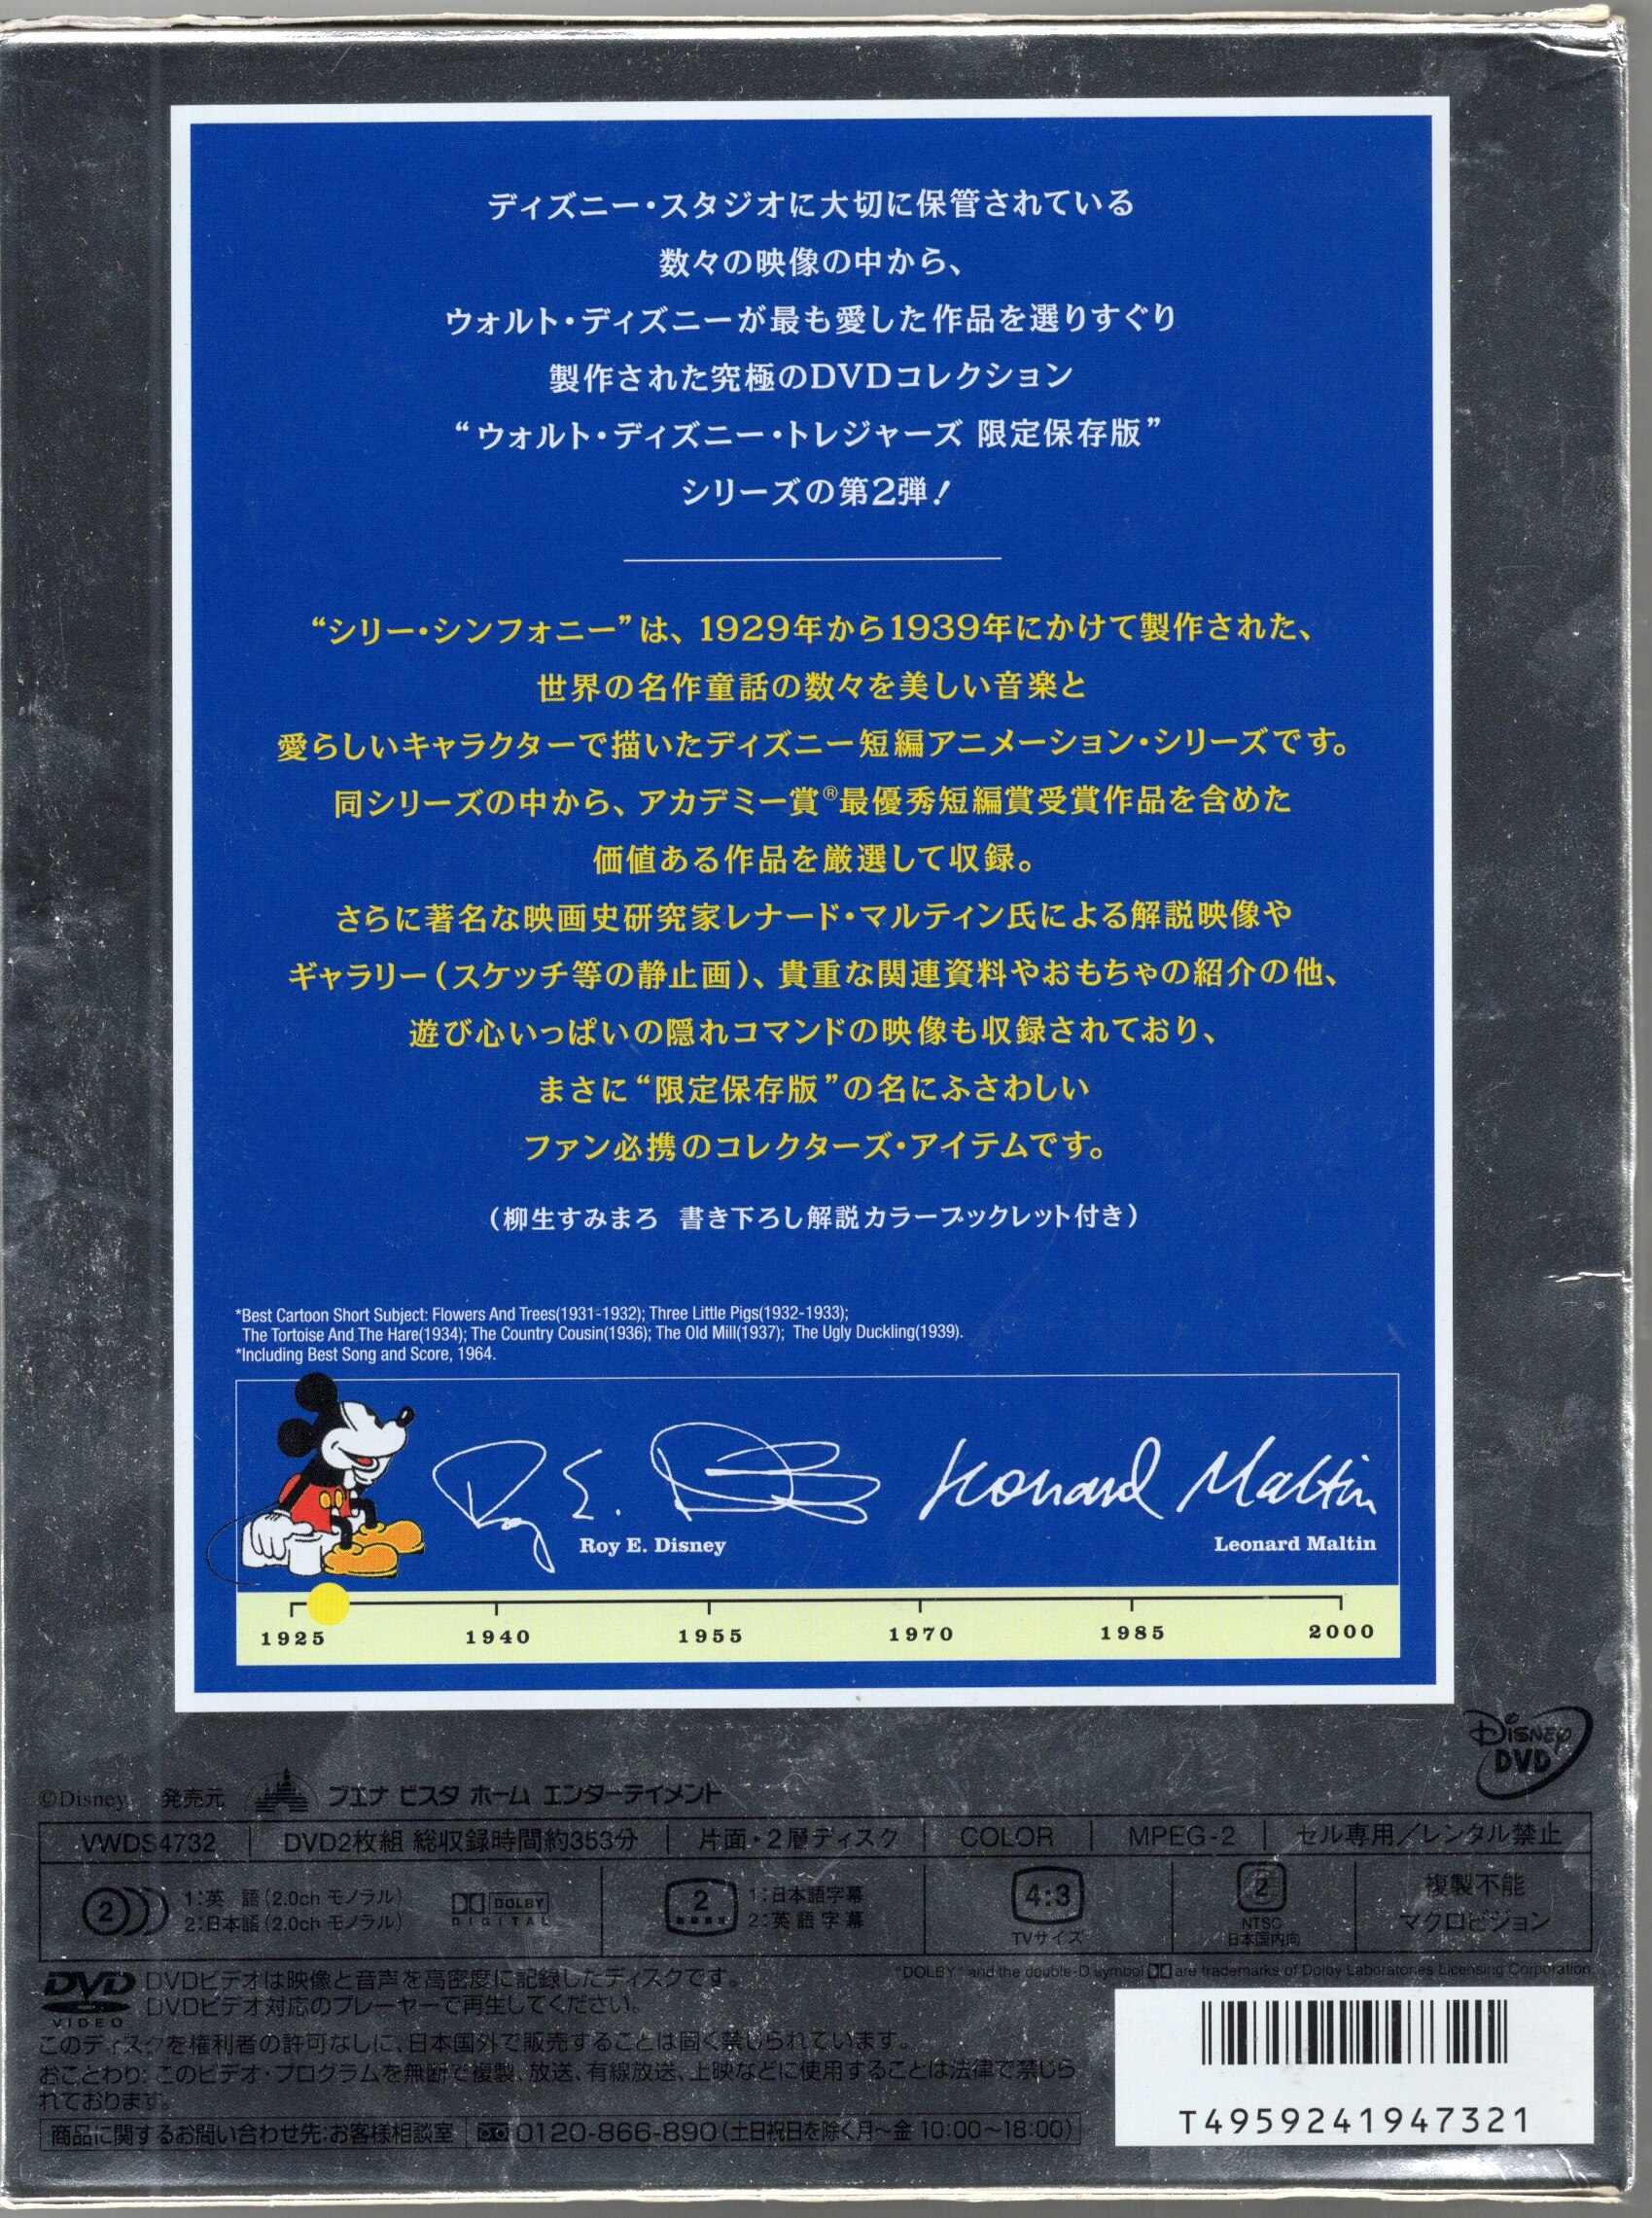 ディズニー・スタジオに大切に保管されている
数々の映像の中から、
ウォルト・ディズニーが最も愛した作品を選りすぐり
製作された究極のDVDコレクション
“ウォルト・ディズニー・トレジャーズ 限定保存版”
シリーズの第2弾！
“シリー・シンフォニー”は、1929年から1939年にかけて製作された、
世界の名作童話の数々を美しい音楽と
愛らしいキャラクターで描いたディズニー短編アニメーション・シリーズです。
同シリーズの中から、アカデミー賞®最優秀短編賞受賞作品を含めた
価値ある作品を厳選して収録。
さらに著名な映画史研究家レナード・マルティン氏による解説映像や
ギャラリー（スケッチ等の静止画）、貴重な関連資料やおもちゃの紹介の他、
遊び心いっぱいの隠れコマンドの映像も収録されており、
まさに“限定保存版”の名にふさわしい
ファン必携のコレクターズ・アイテムです。
（柳生すみまろ 書き下ろし解説カラーブックレット付き）
*Best Cartoon Short Subject: Flowers And Trees(1931-1932); Three Little Pigs(1932-1933);
The Tortoise And The Hare(1934); The Country Cousin(1936); The Old Mill(1937); The Ugly Duckling(1939).
*Including Best Song and Score, 1964.
Roy E. Disney Leonard Maltin
Roy E. Disney Leonard Maltin
1925 1940 1955 1970 1985 2000
Disney DVD
©Disney 発売元 ブエナ ビスタ ホーム エンターテイメント
VWDS4732 DVD2枚組 総収録時間約353分 片面・2層ディスク COLOR MPEG-2 セル専用／レンタル禁止
2 1:英 語（2.0ch モノラル） 2:日本語（2.0ch モノラル） DOLBY DIGITAL 2 1:日本語字幕 2:英語字幕 4:3 TVサイズ 2 NTSC 日本国内向 複製不能 マクロビジョン
DVD VIDEO DVDビデオは映像と音声を高密度に記録したディスクです。
DVDビデオ対応のプレーヤーで再生してください。
"DOLBY" and the double-D symbol are trademarks of Dolby Laboratories Licensing Corporation.
このディスクを権利者の許可なしに、日本国外で販売することは固く禁じられています。
おことわり:このビデオ・プログラムを無断で複製、放送、有線放送、上映などに使用することは法律で禁じら
れております。
商品に関するお問い合わせ先:お客様相談室 0120-866-890（土日祝日を除く月～金 10:00～18:00）
T4959241947321